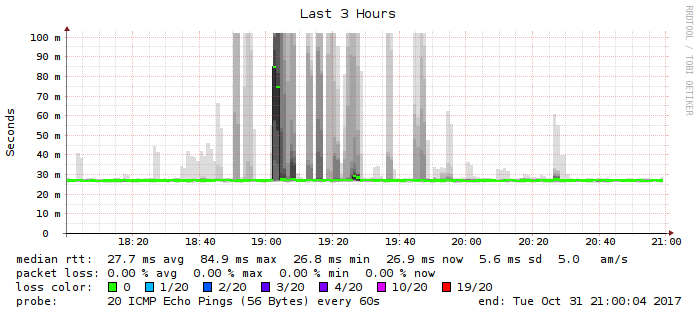 Last 3 Hours
RRDTOOL / TOBI OETIKER
Seconds
100 m
90 m
80 m
70 m
60 m
50 m
40 m
30 m
20 m
10 m
0
18:20 18:40 19:00 19:20 19:40 20:00 20:20 20:40 21:00
median rtt: 27.7 ms avg 84.9 ms max 26.8 ms min 26.9 ms now 5.6 ms sd 5.0 am/s
packet loss: 0.00 % avg 0.00 % max 0.00 % min 0.00 % now
loss color: 0 1/20 2/20 3/20 4/20 10/20 19/20
probe: 20 ICMP Echo Pings (56 Bytes) every 60s end: Tue Oct 31 21:00:04 2017